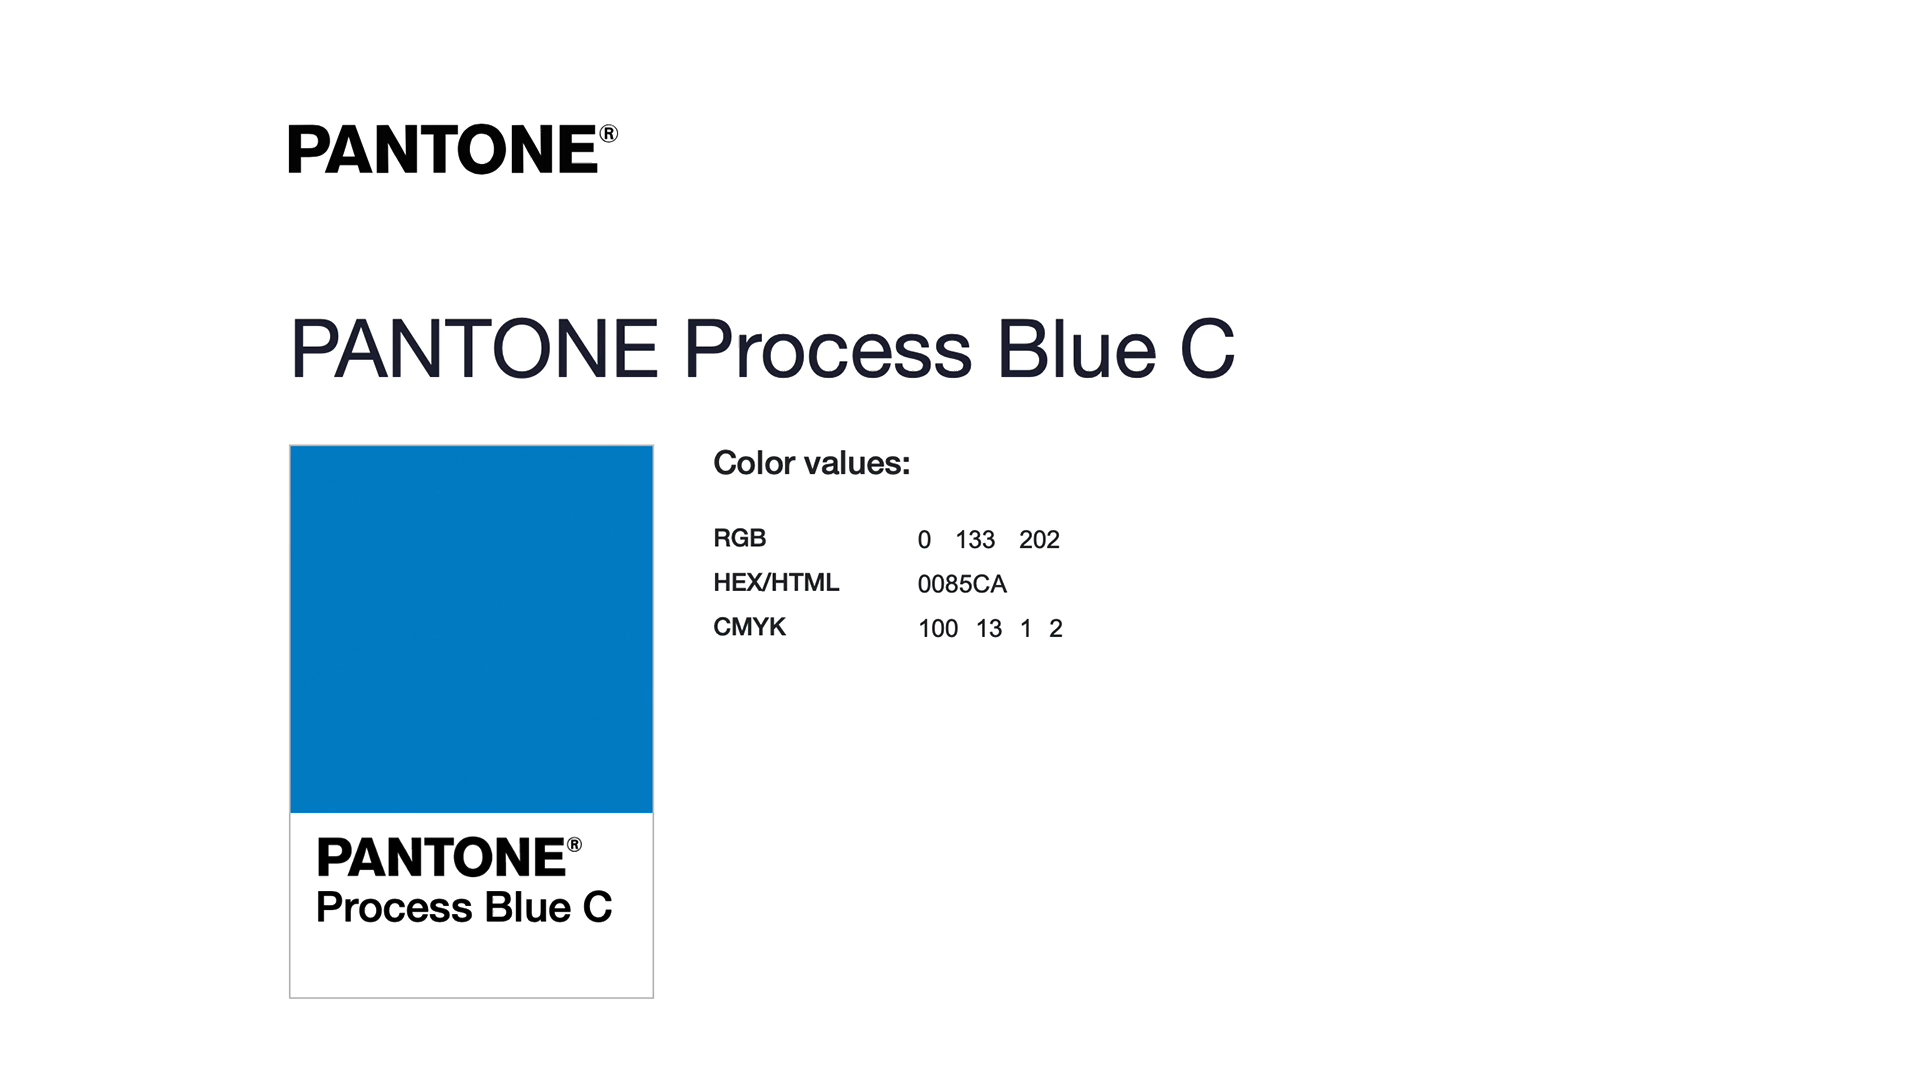 PANTONE®
PANTONE Process Blue C
Color values:
RGB 0 133 202
HEX/HTML 0085CA
CMYK 100 13 1 2
PANTONE®
Process Blue C